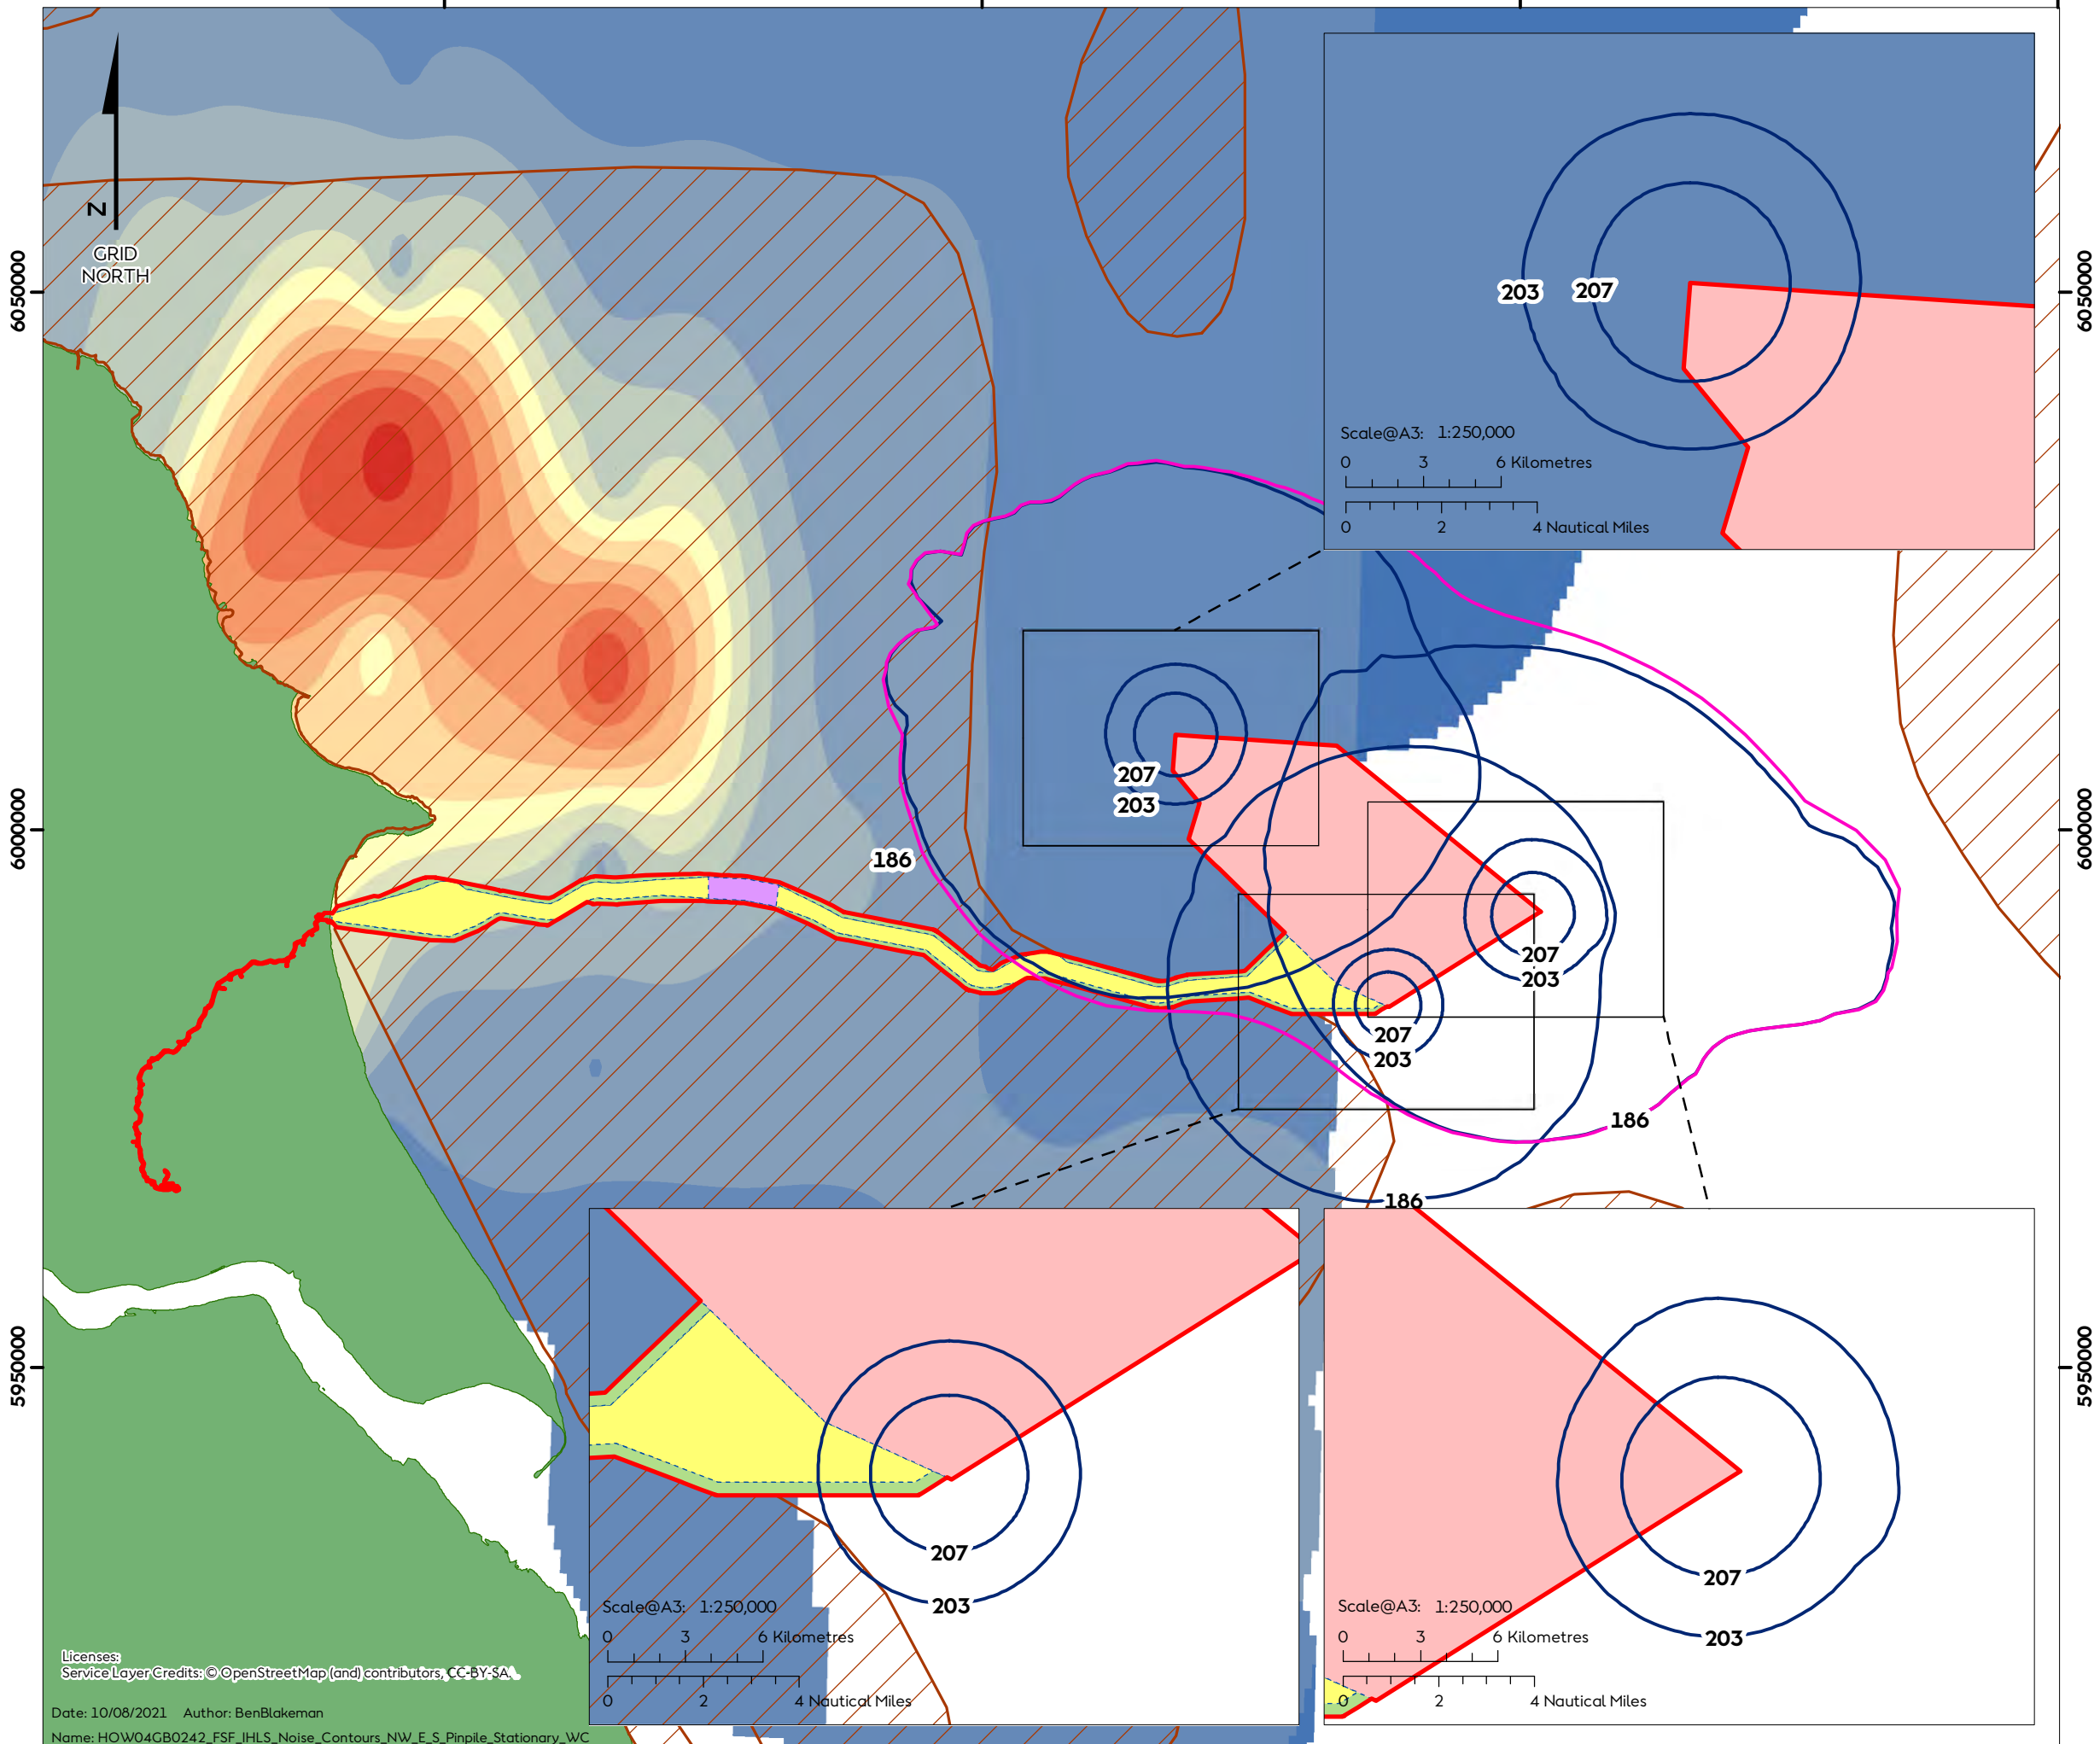 N
GRID
NORTH
6050000
6000000
5950000
6050000
6000000
5950000
203
207
Scale@A3: 1:250,000
0 3 6 Kilometres
0 2 4 Nautical Miles
207
203
186
207
203
207
203
186
186
207
203
Scale@A3: 1:250,000
0 3 6 Kilometres
0 2 4 Nautical Miles
207
203
Scale@A3: 1:250,000
0 3 6 Kilometres
0 2 4 Nautical Miles
Licenses:
Service Layer Credits: © OpenStreetMap (and) contributors, CC-BY-SA.
Date: 10/08/2021 Author: BenBlakeman
Name: HOW04GB0242_FSF_IHLS_Noise_Contours_NW_E_S_Pinpile_Stationary_WC